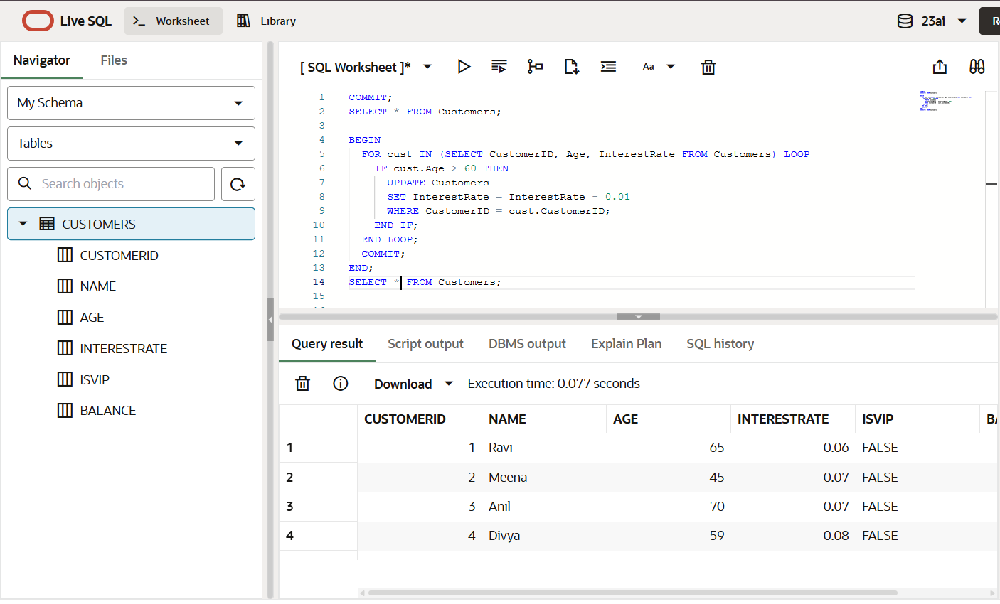 Live SQL
Worksheet
Library
23ai
Navigator
Files
My Schema
Tables
Search objects
CUSTOMERS
CUSTOMERID
NAME
AGE
INTERESTRATE
ISVIP
BALANCE
[ SQL Worksheet ]*
Aa
1 COMMIT;
2 SELECT * FROM Customers;
3
4 BEGIN
5 FOR cust IN (SELECT CustomerID, Age, InterestRate FROM Customers) LOOP
6 IF cust.Age > 60 THEN
7 UPDATE Customers
8 SET InterestRate = InterestRate - 0.01
9 WHERE CustomerID = cust.CustomerID;
10 END IF;
11 END LOOP;
12 COMMIT;
13 END;
14 SELECT * FROM Customers;
15
Query result Script output DBMS output Explain Plan SQL history
Download Execution time: 0.077 seconds
CUSTOMERID NAME AGE INTERESTRATE ISVIP
1 1 Ravi 65 0.06 FALSE
2 2 Meena 45 0.07 FALSE
3 3 Anil 70 0.07 FALSE
4 4 Divya 59 0.08 FALSE